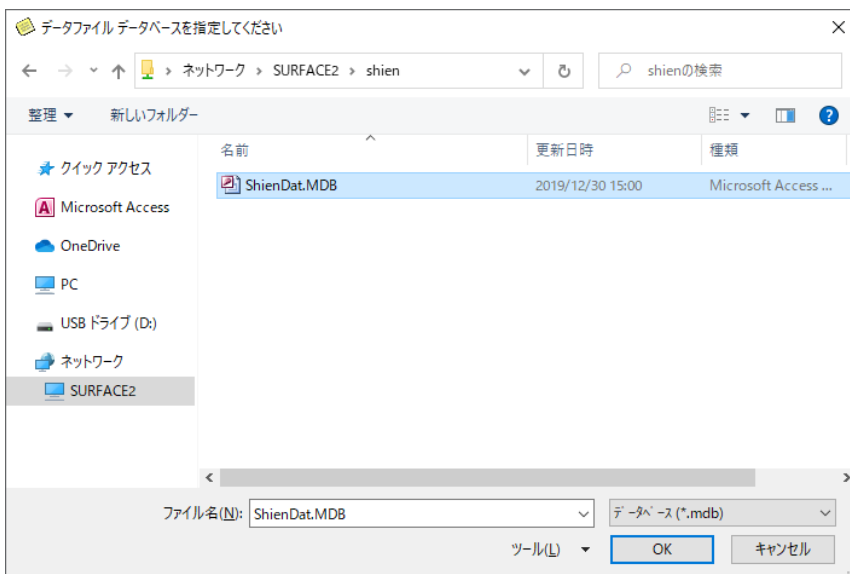 データファイル データベースを指定してください
ネットワーク > SURFACE2 > shien
shienの検索
整理
新しいフォルダー
名前
更新日時
種類
クイック アクセス
ShienDat.MDB
2019/12/30 15:00
Microsoft Access ...
Microsoft Access
OneDrive
PC
USB ドライブ (D:)
ネットワーク
SURFACE2
ファイル名(N):
ShienDat.MDB
ﾃﾞｰﾀﾍﾞｰｽ (*.mdb)
ツール(L)
OK
キャンセル